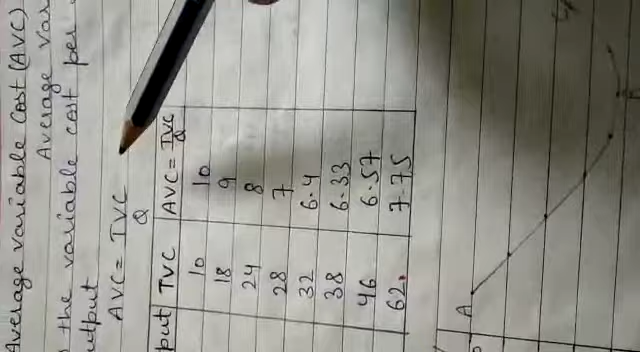 Average Variable Cost (AVC)
Average Var
the variable cost per
utput
AVC = TVC
Q
put TVC AVC = TVC
Q
10 10
18 9
24 8
28 7
32 6.4
38 6.33
46 6.57
62. 7.75
A